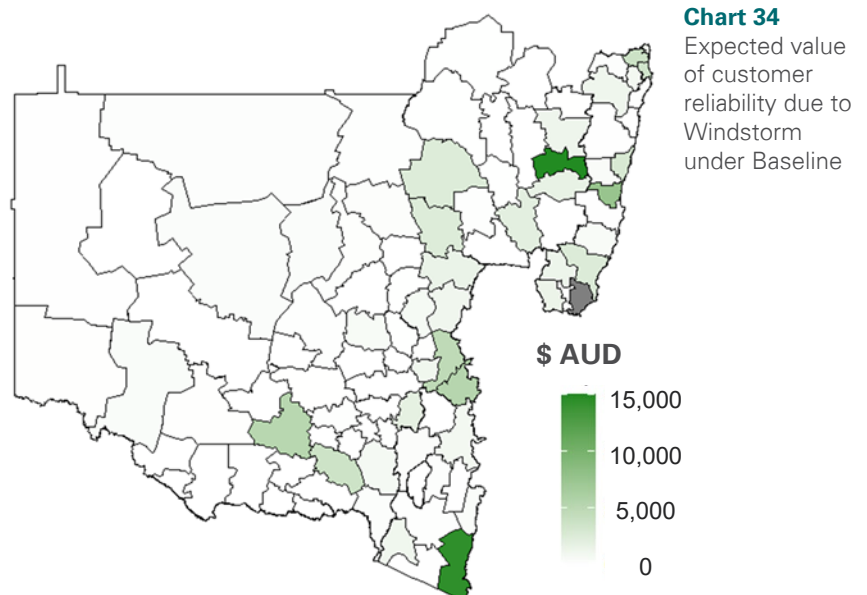 Chart 34
Expected value
of customer
reliability due to
Windstorm
under Baseline
$ AUD
15,000
10,000
5,000
0